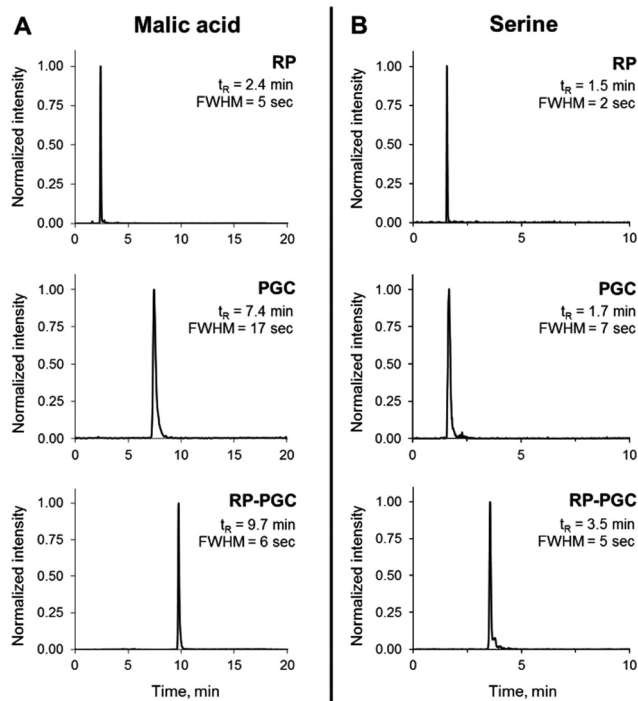 A
Malic acid
RP
tR = 2.4 min
FWHM = 5 sec
Normalized intensity
1.00
0.75
0.50
0.25
0.00
0
5
10
15
20
PGC
tR = 7.4 min
FWHM = 17 sec
Normalized intensity
1.00
0.75
0.50
0.25
0.00
0
5
10
15
20
RP-PGC
tR = 9.7 min
FWHM = 6 sec
Normalized intensity
1.00
0.75
0.50
0.25
0.00
0
5
10
15
20
Time, min
B
Serine
RP
tR = 1.5 min
FWHM = 2 sec
Normalized intensity
1.00
0.75
0.50
0.25
0.00
0
5
10
PGC
tR = 1.7 min
FWHM = 7 sec
Normalized intensity
1.00
0.75
0.50
0.25
0.00
0
5
10
RP-PGC
tR = 3.5 min
FWHM = 5 sec
Normalized intensity
1.00
0.75
0.50
0.25
0.00
0
5
10
Time, min